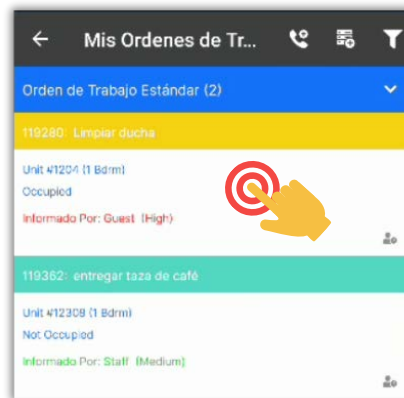 Mis Ordenes de Tr...
Orden de Trabajo Estándar (2)
119280: Limpiar ducha
Unit #1204 (1 Bdrm)
Occupied
Informado Por: Guest (High)
119362: entregar taza de café
Unit #12308 (1 Bdrm)
Not Occupied
Informado Por: Staff (Medium)